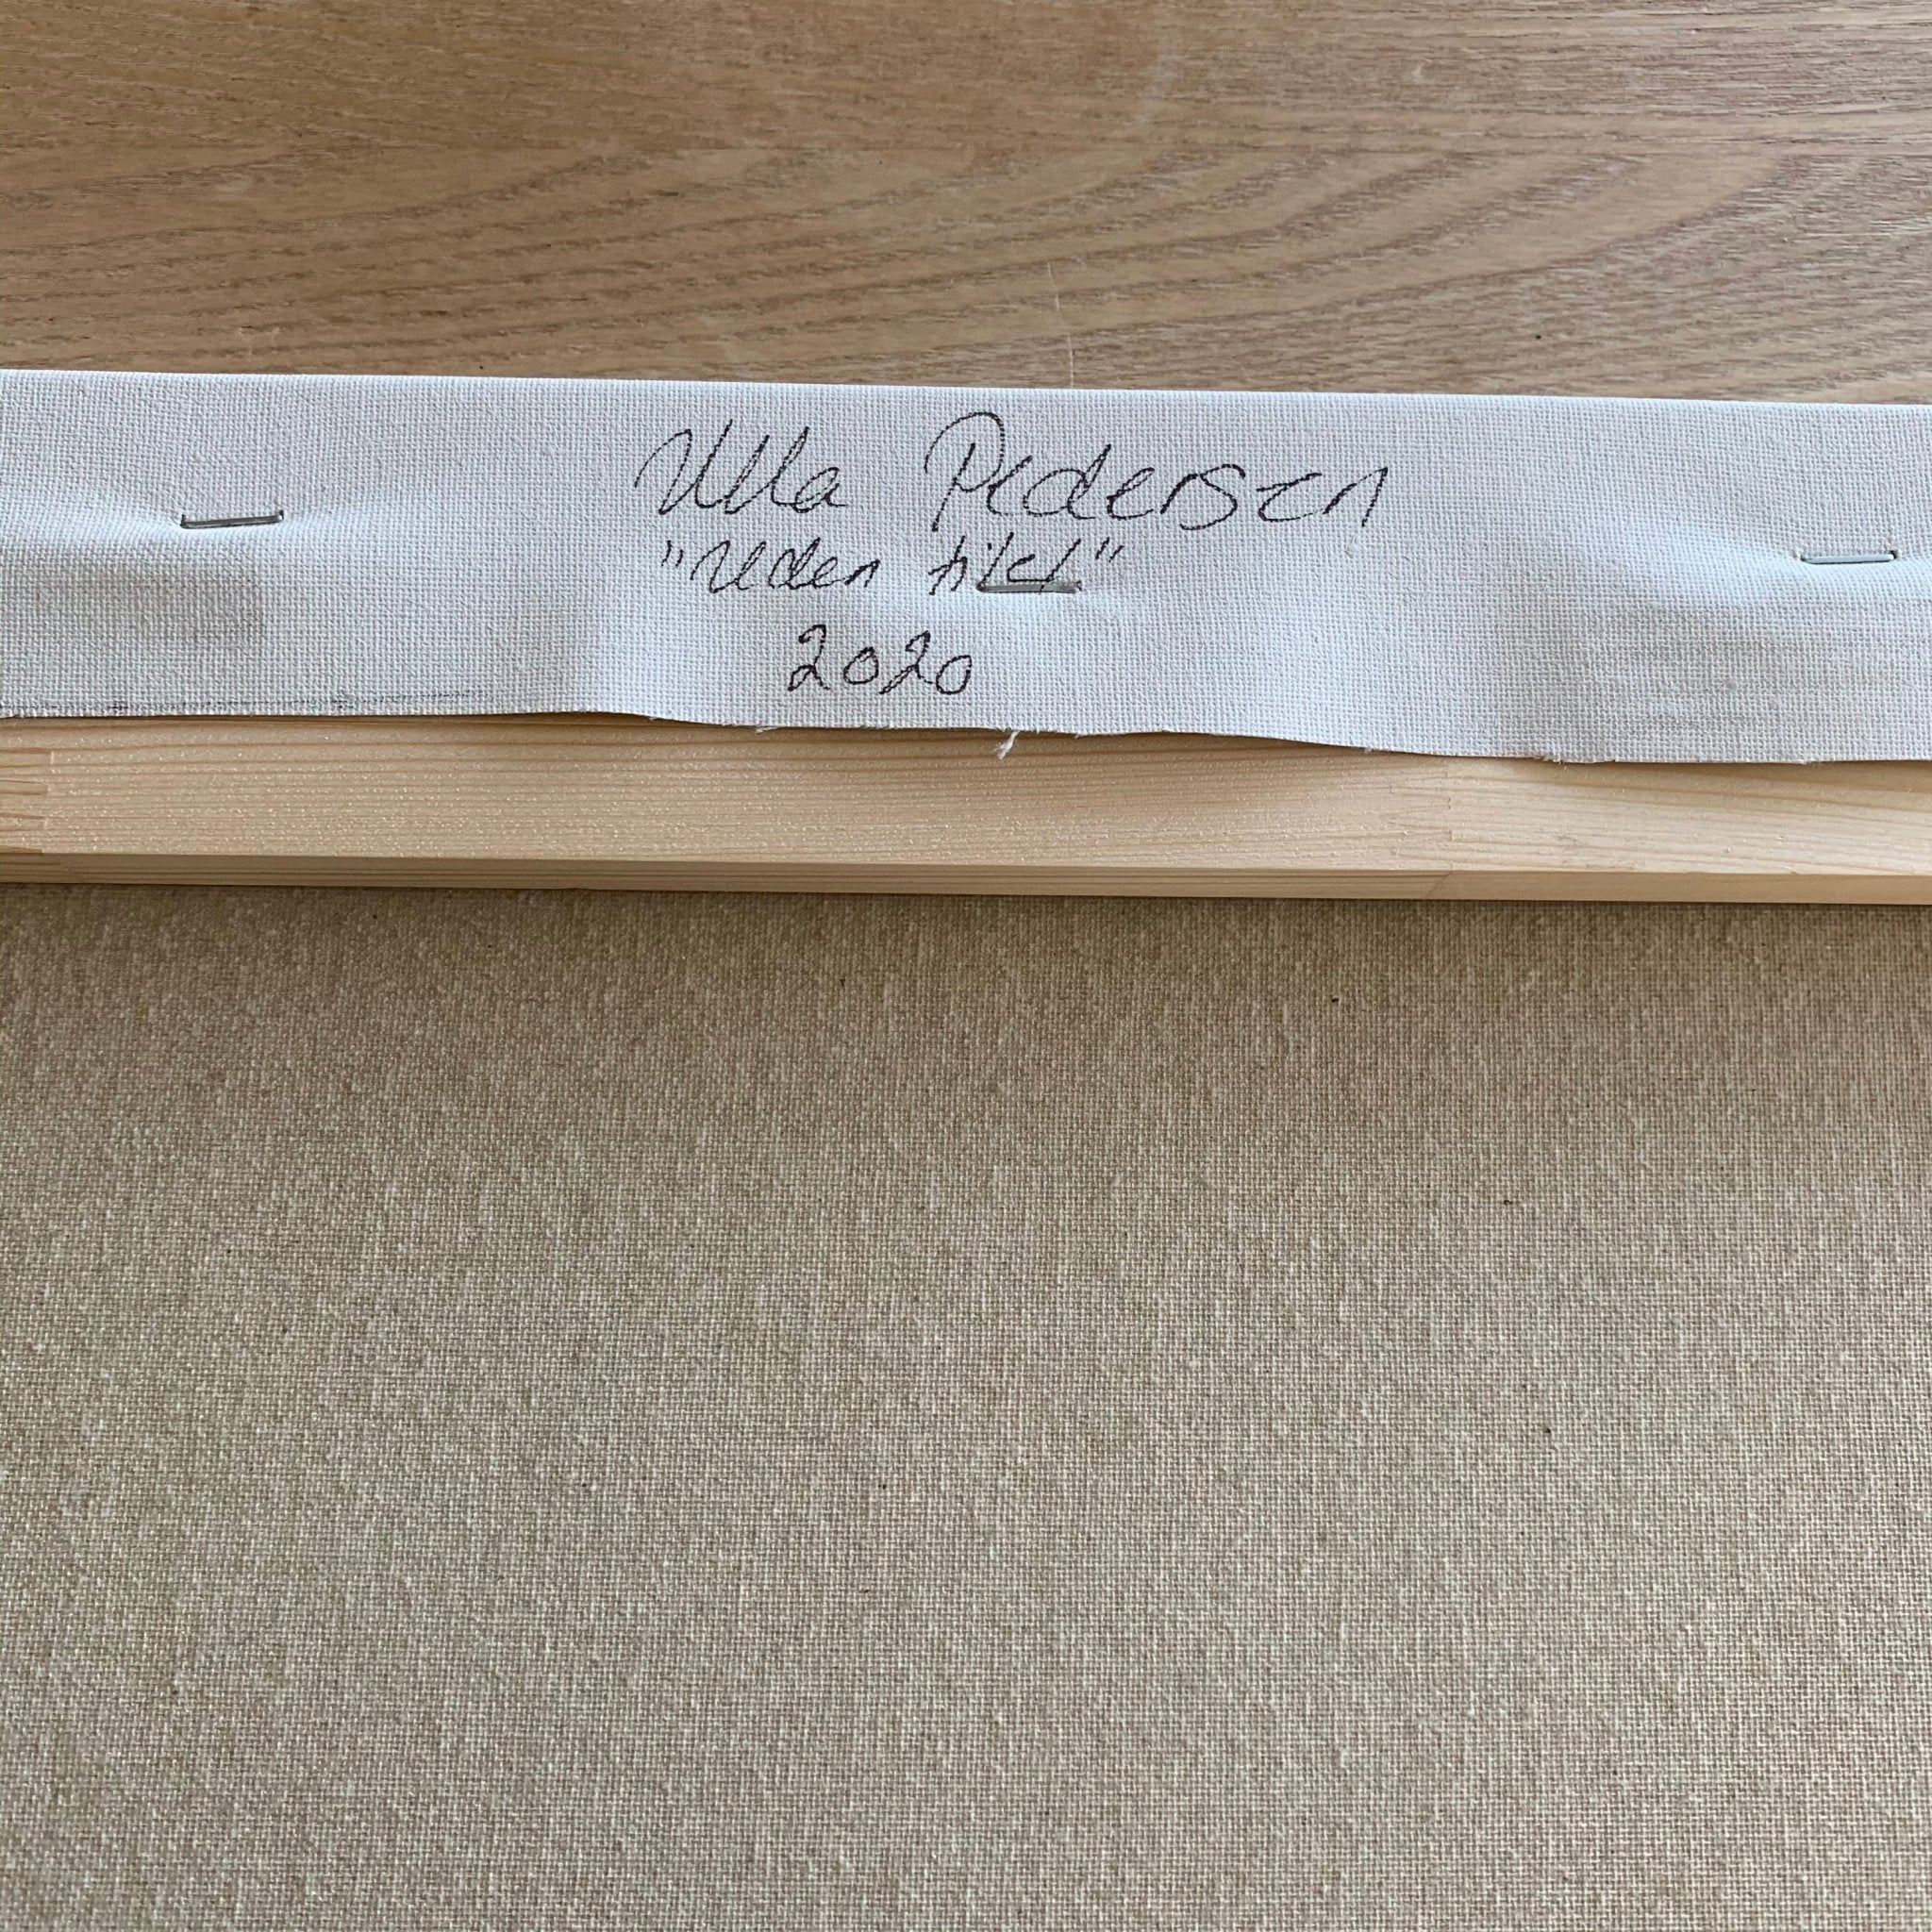 Ulla Pedersen
"Uden titel"
2020